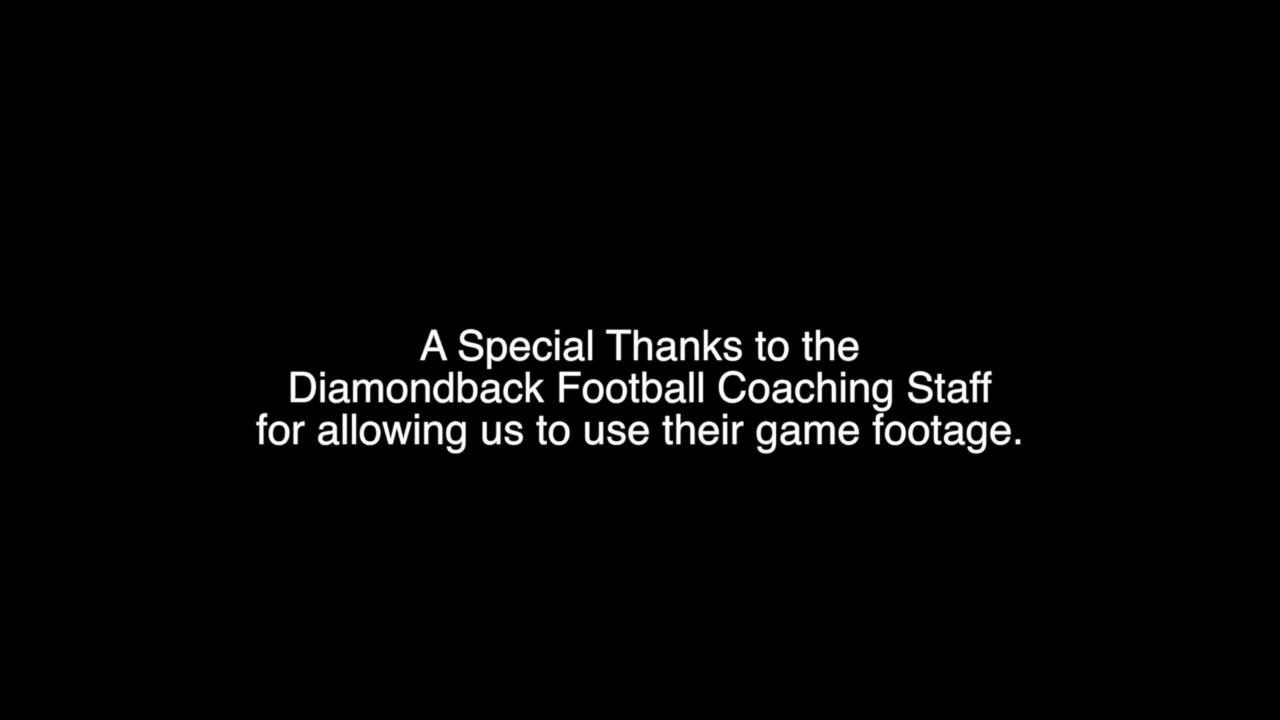 A Special Thanks to the
Diamondback Football Coaching Staff
for allowing us to use their game footage.